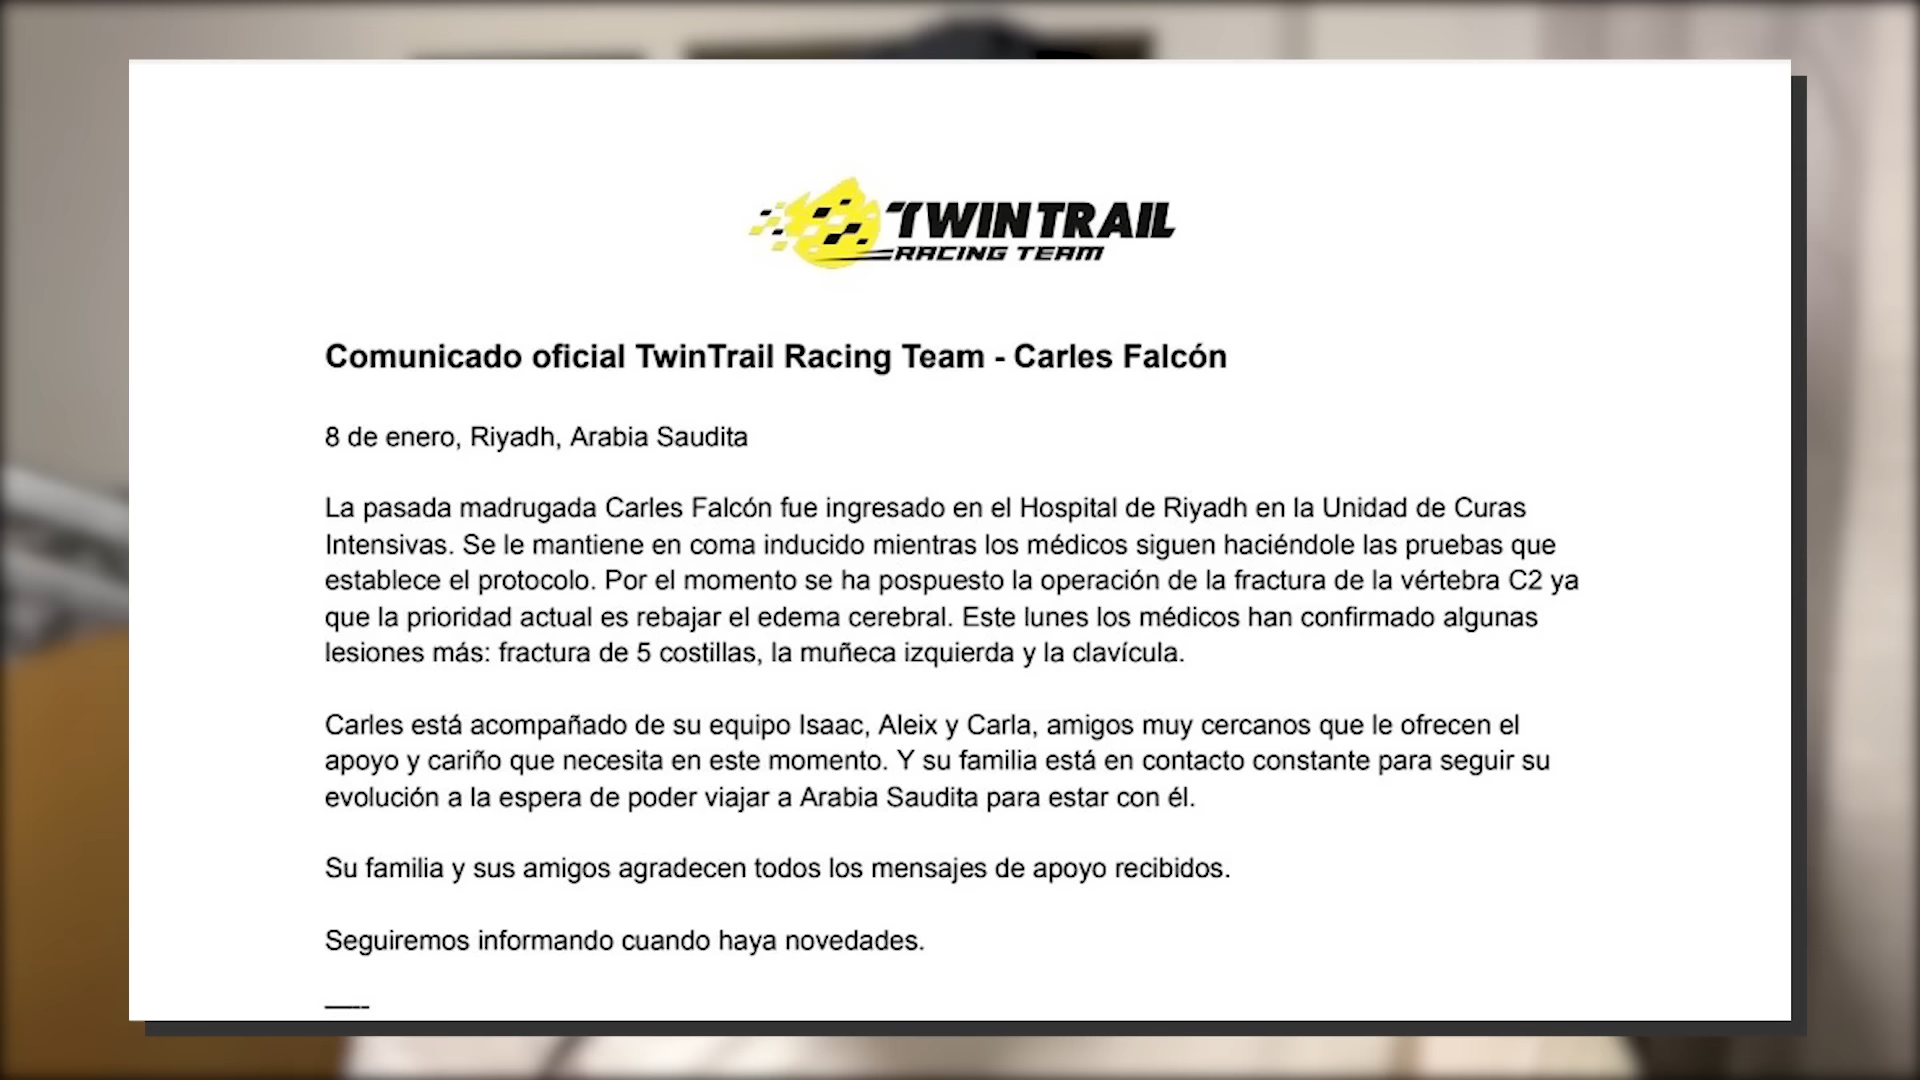 TWIN TRAIL
RACING TEAM
Comunicado oficial TwinTrail Racing Team - Carles Falcón
8 de enero, Riyadh, Arabia Saudita
La pasada madrugada Carles Falcón fue ingresado en el Hospital de Riyadh en la Unidad de Curas
Intensivas. Se le mantiene en coma inducido mientras los médicos siguen haciéndole las pruebas que
establece el protocolo. Por el momento se ha pospuesto la operación de la fractura de la vértebra C2 ya
que la prioridad actual es rebajar el edema cerebral. Este lunes los médicos han confirmado algunas
lesiones más: fractura de 5 costillas, la muñeca izquierda y la clavícula.
Carles está acompañado de su equipo Isaac, Aleix y Carla, amigos muy cercanos que le ofrecen el
apoyo y cariño que necesita en este momento. Y su familia está en contacto constante para seguir su
evolución a la espera de poder viajar a Arabia Saudita para estar con él.
Su familia y sus amigos agradecen todos los mensajes de apoyo recibidos.
Seguiremos informando cuando haya novedades.